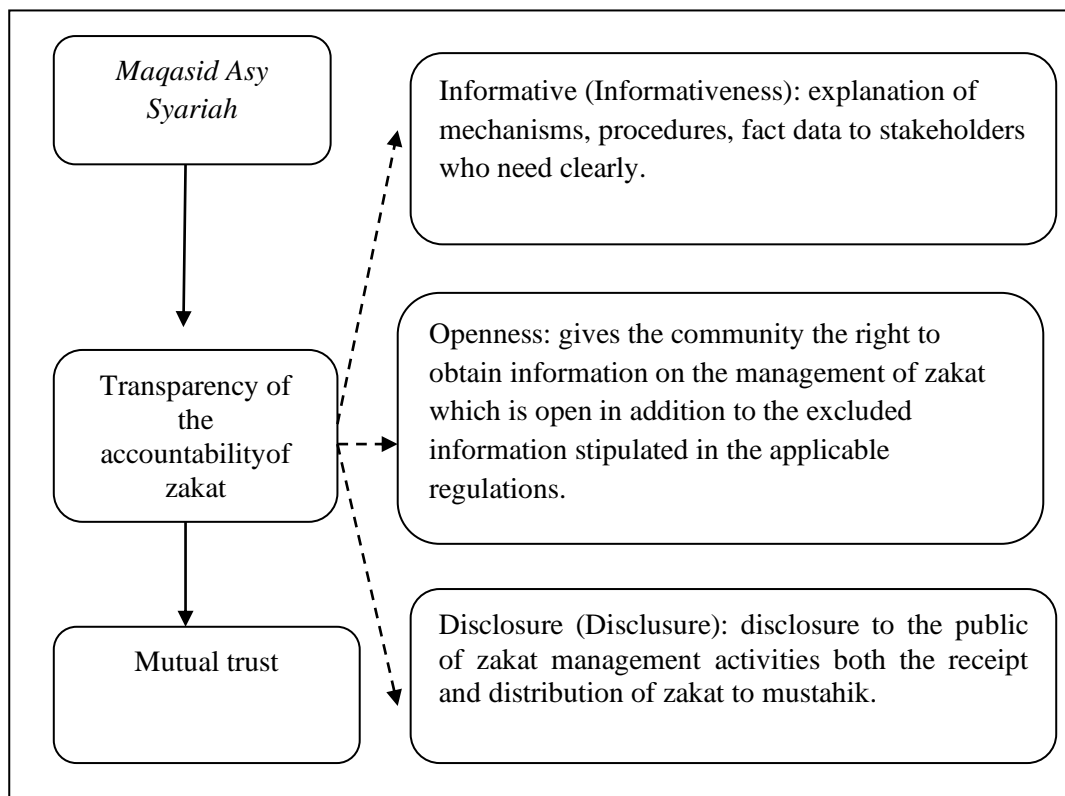 Maqasid Asy
Syariah
Informative (Informativeness): explanation of
mechanisms, procedures, fact data to stakeholders
who need clearly.
Transparency of
the
accountabilityof
zakat
Openness: gives the community the right to
obtain information on the management of zakat
which is open in addition to the excluded
information stipulated in the applicable
regulations.
Mutual trust
Disclosure (Disclusure): disclosure to the public
of zakat management activities both the receipt
and distribution of zakat to mustahik.